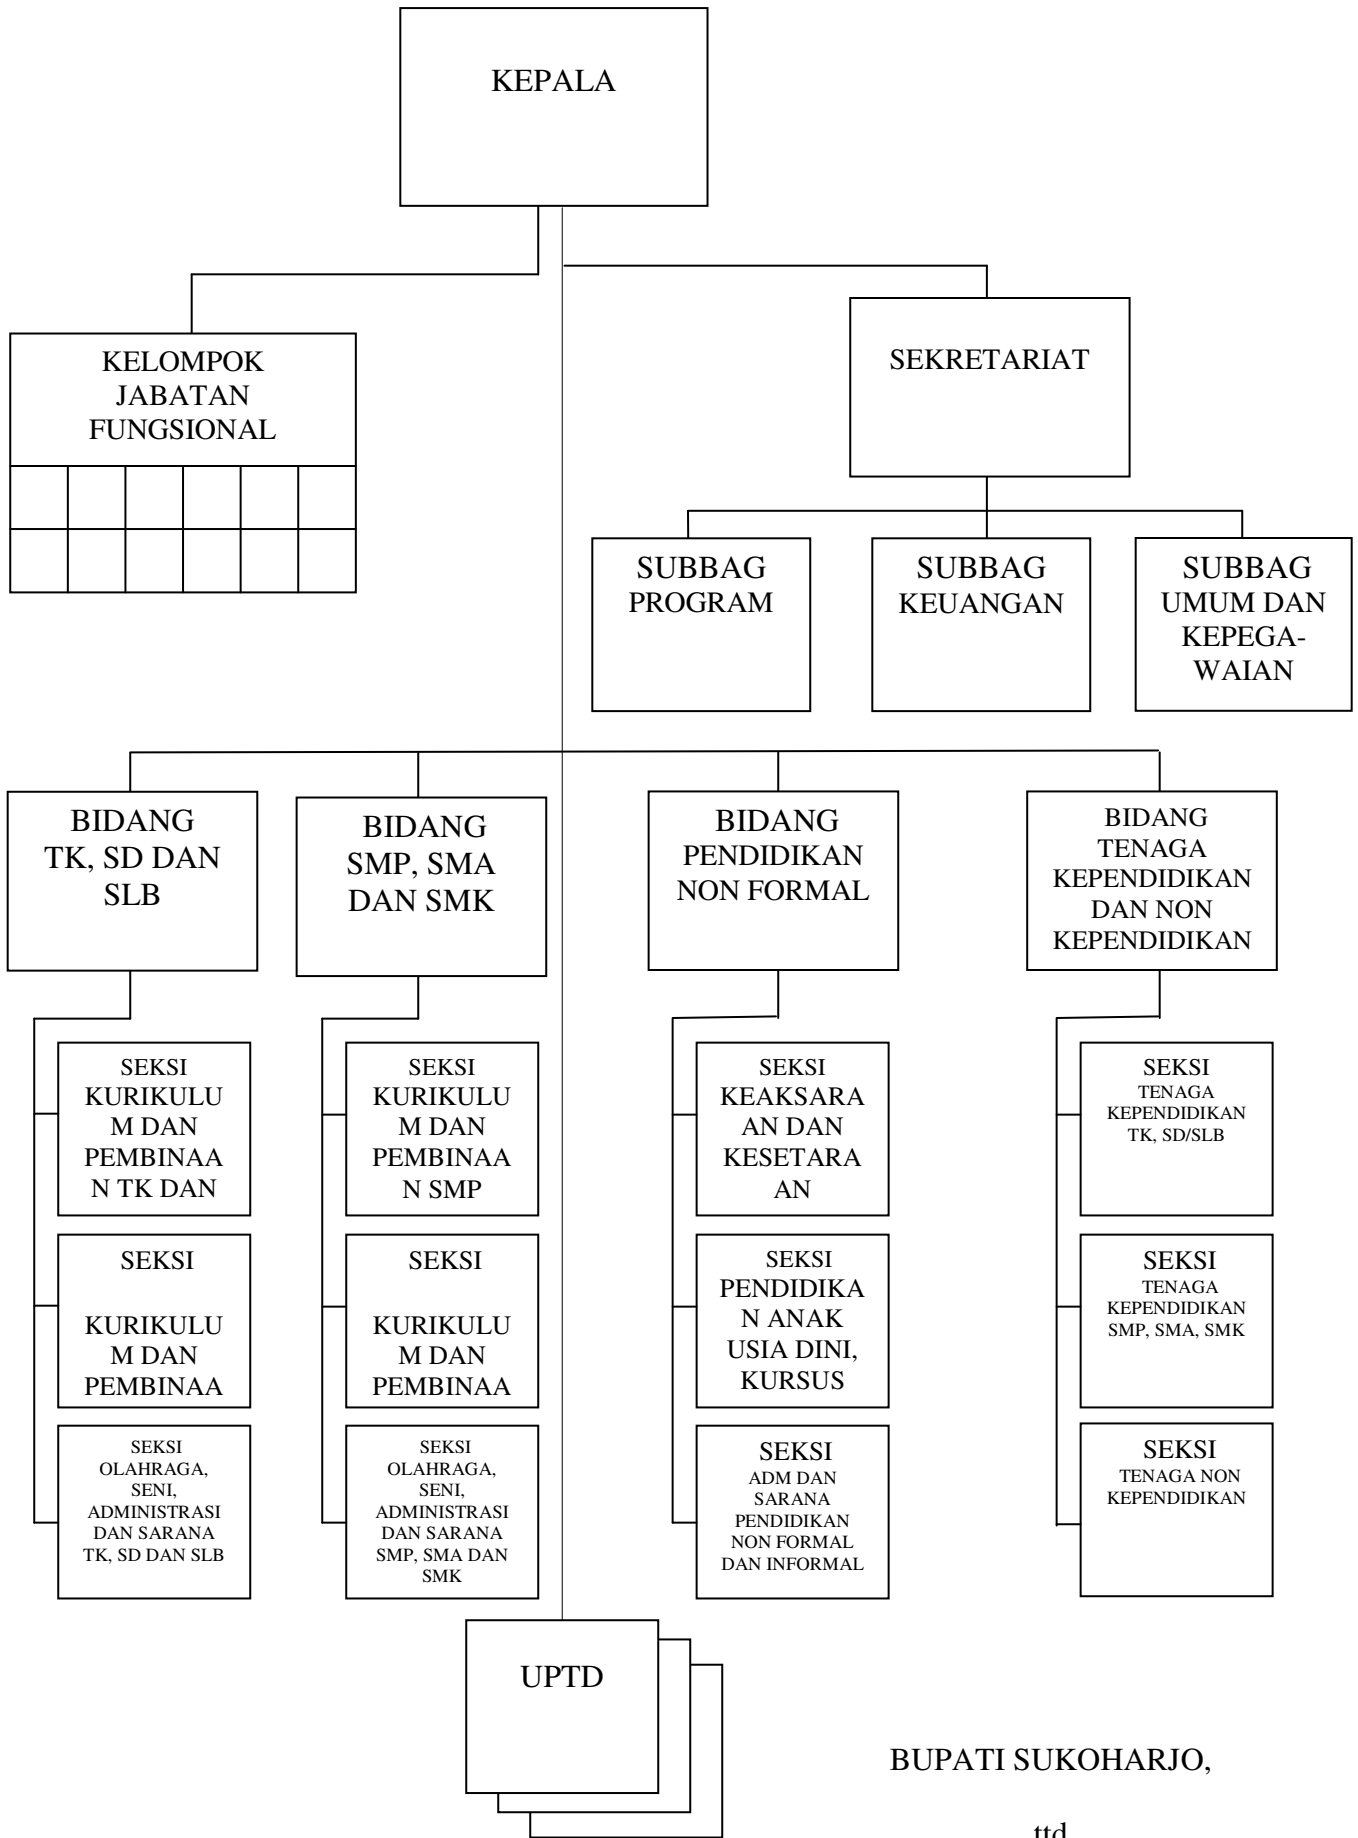 KEPALA
KELOMPOK
JABATAN
FUNGSIONAL
SEKRETARIAT
SUBBAG
PROGRAM
SUBBAG
KEUANGAN
SUBBAG
UMUM DAN
KEPEGA-
WAIAN
BIDANG
TK, SD DAN
SLB
BIDANG
SMP, SMA
DAN SMK
BIDANG
PENDIDIKAN
NON FORMAL
BIDANG
TENAGA
KEPENDIDIKAN
DAN NON
KEPENDIDIKAN
SEKSI
KURIKULU
M DAN
PEMBINAA
N TK DAN
SEKSI
KURIKULU
M DAN
PEMBINAA
N SMP
SEKSI
KEAKSARA
AN DAN
KESETARA
AN
SEKSI
TENAGA
KEPENDIDIKAN
TK, SD/SLB
SEKSI
KURIKULU
M DAN
PEMBINAA
SEKSI
KURIKULU
M DAN
PEMBINAA
SEKSI
PENDIDIKA
N ANAK
USIA DINI,
KURSUS
SEKSI
TENAGA
KEPENDIDIKAN
SMP, SMA, SMK
SEKSI
OLAHRAGA,
SENI,
ADMINISTRASI
DAN SARANA
TK, SD DAN SLB
SEKSI
OLAHRAGA,
SENI,
ADMINISTRASI
DAN SARANA
SMP, SMA DAN
SMK
SEKSI
ADM DAN
SARANA
PENDIDIKAN
NON FORMAL
DAN INFORMAL
SEKSI
TENAGA NON
KEPENDIDIKAN
UPTD
BUPATI SUKOHARJO,
ttd